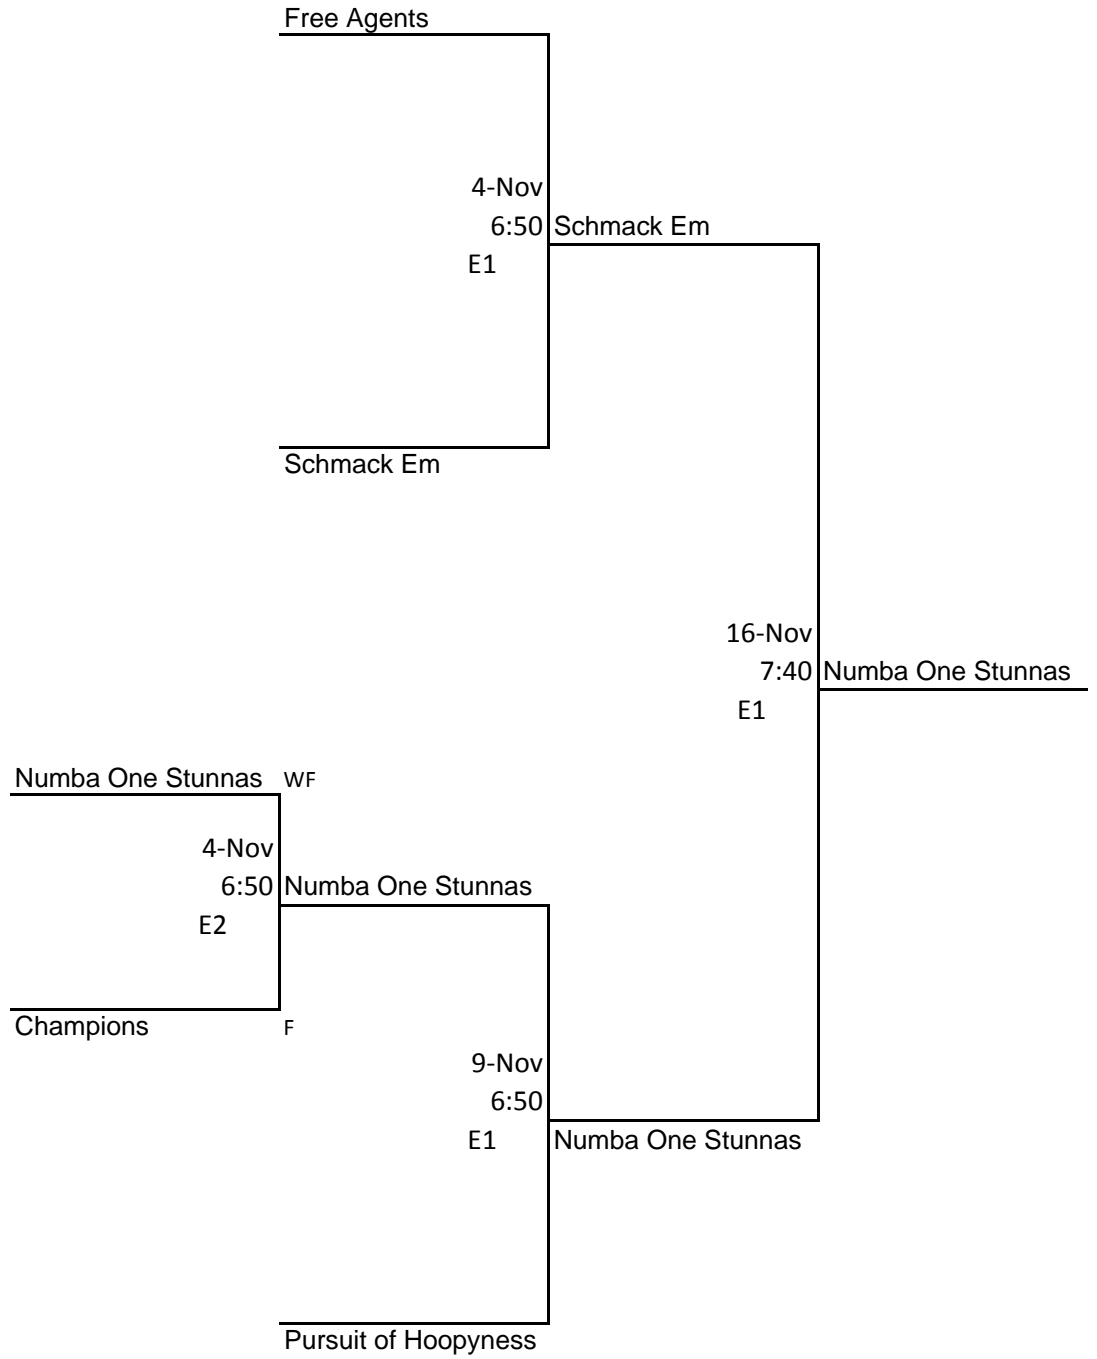 Free Agents
4-Nov
6:50 Schmack Em
E1
Schmack Em
16-Nov
7:40 Numba One Stunnas
E1
Numba One Stunnas WF
4-Nov
6:50 Numba One Stunnas
E2
Champions F
9-Nov
6:50
E1 Numba One Stunnas
Pursuit of Hoopyness